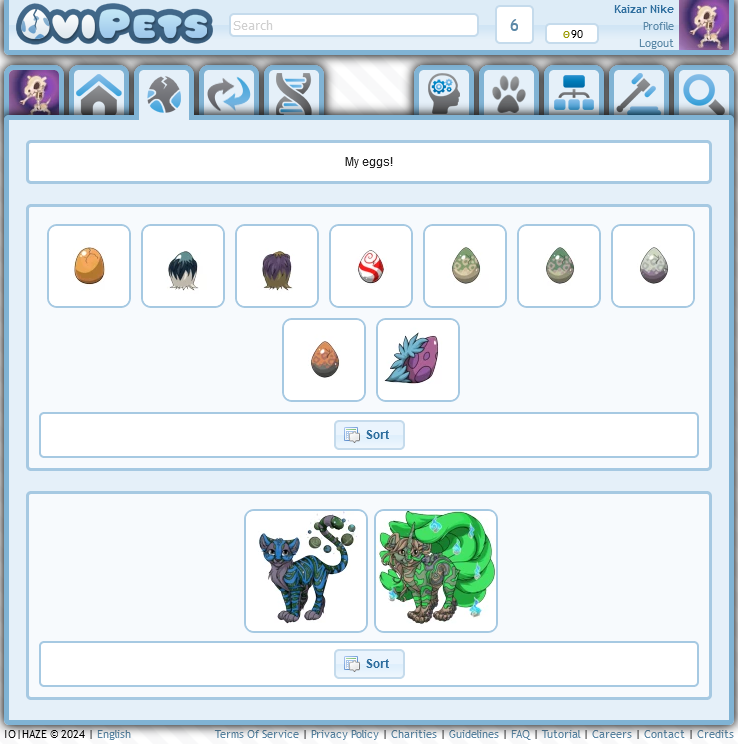 OviPets
Search
6
90
Kaizar Nike
Profile
Logout
My eggs!
Sort
Sort
IO|HAZE © 2024 | English Terms Of Service | Privacy Policy | Charities | Guidelines | FAQ | Tutorial | Careers | Contact | Credits